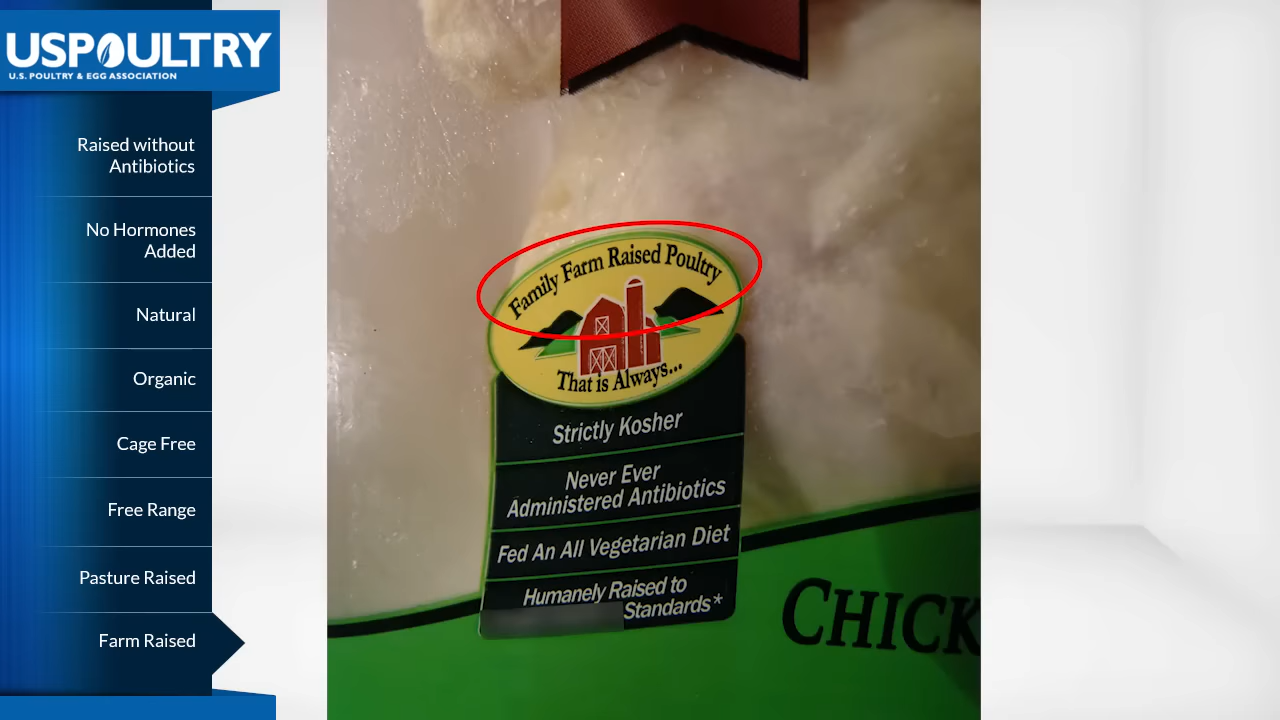 USPOULTRY
U.S. POULTRY & EGG ASSOCIATION
Raised without
Antibiotics
No Hormones
Added
Natural
Organic
Cage Free
Free Range
Pasture Raised
Farm Raised
Family Farm Raised Poultry
That is Always...
Strictly Kosher
Never Ever
Administered Antibiotics
Fed An All Vegetarian Diet
Humanely Raised to
Standards*